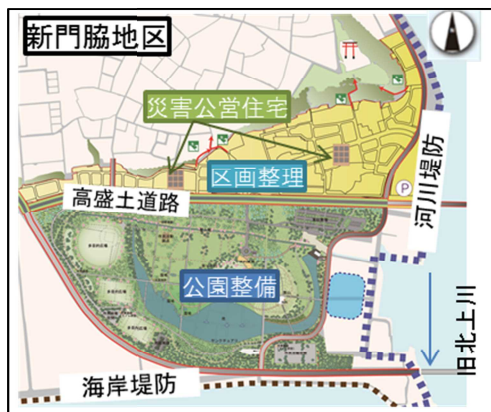 新門脇地区
災害公営住宅
区画整理
高盛土道路
P
河川堤防
公園整備
旧北上川
海岸堤防